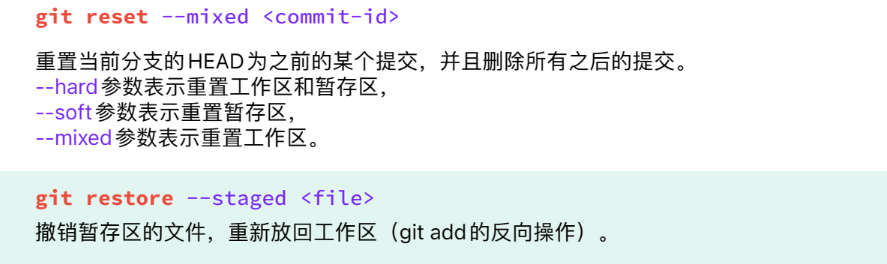 git reset --mixed <commit-id>
重置当前分支的HEAD为之前的某个提交，并且删除所有之后的提交。
--hard参数表示重置工作区和暂存区，
--soft参数表示重置暂存区，
--mixed参数表示重置工作区。
git restore --staged <file>
撤销暂存区的文件，重新放回工作区（git add的反向操作）。